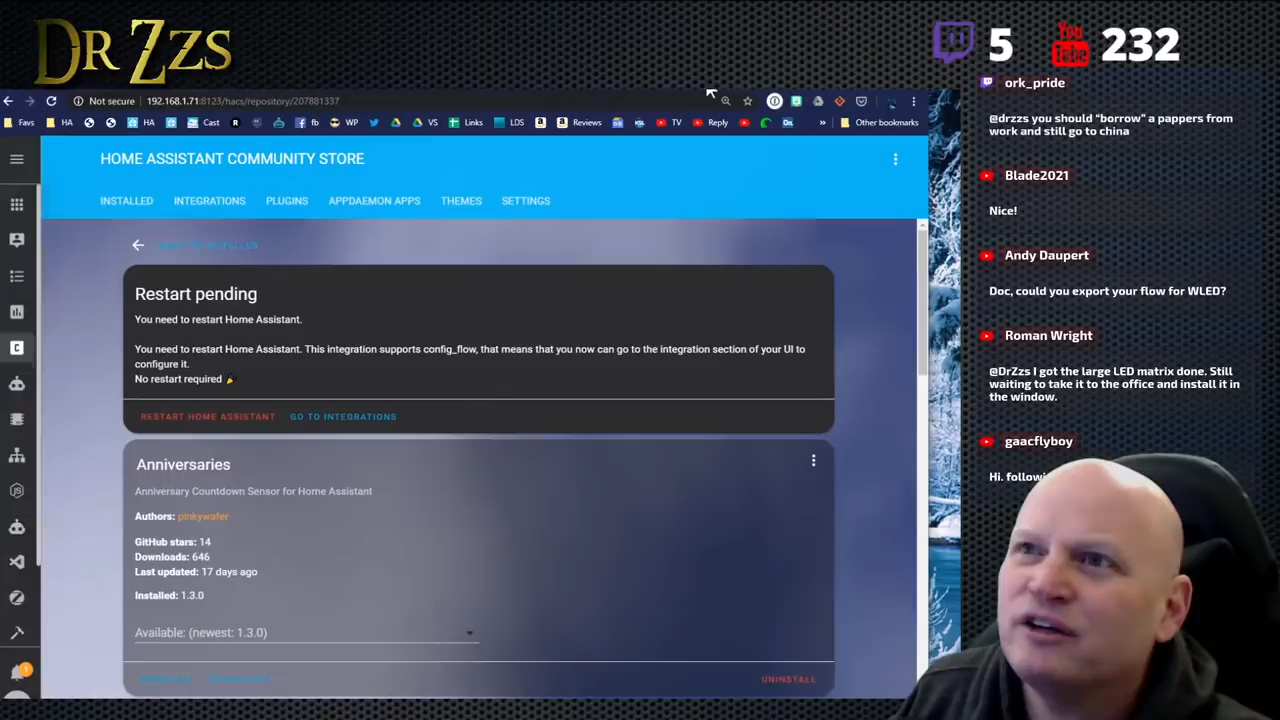 DR ZZS
5
You Tube
232
Not secure
192.168.1.71:8123/hacs/repository/207881337
Favs
HA
HA
Cast
fb
WP
VS
Links
LDS
Reviews
TV
Reply
»
Other bookmarks
HOME ASSISTANT COMMUNITY STORE
INSTALLED
INTEGRATIONS
PLUGINS
APPDAEMON APPS
THEMES
SETTINGS
BACK TO INSTALLED
Restart pending
You need to restart Home Assistant.
You need to restart Home Assistant. This integration supports config_flow, that means that you now can go to the integration section of your UI to
configure it.
No restart required
RESTART HOME ASSISTANT
GO TO INTEGRATIONS
Anniversaries
Anniversary Countdown Sensor for Home Assistant
Authors: pinkywafer
GitHub stars: 14
Downloads: 646
Last updated: 17 days ago
Installed: 1.3.0
Available: (newest: 1.3.0)
REPOSITORY
UNINSTALL
ork_pride
@drzzs you should “borrow” a pappers from
work and still go to china
Blade2021
Nice!
Andy Daupert
Doc, could you export your flow for WLED?
Roman Wright
@DrZzs I got the large LED matrix done. Still
waiting to take it to the office and install it in
the window.
gaacflyboy
Hi.